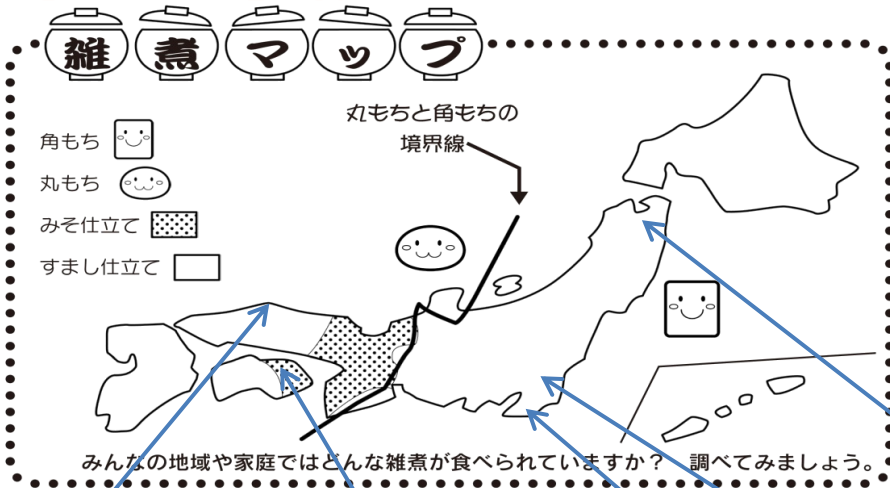 雑煮マップ
丸もちと角もちの
境界線
角もち
丸もち
みそ仕立て
すまし仕立て
みんなの地域や家庭ではどんな雑煮が食べられていますか？　調べてみましょう。